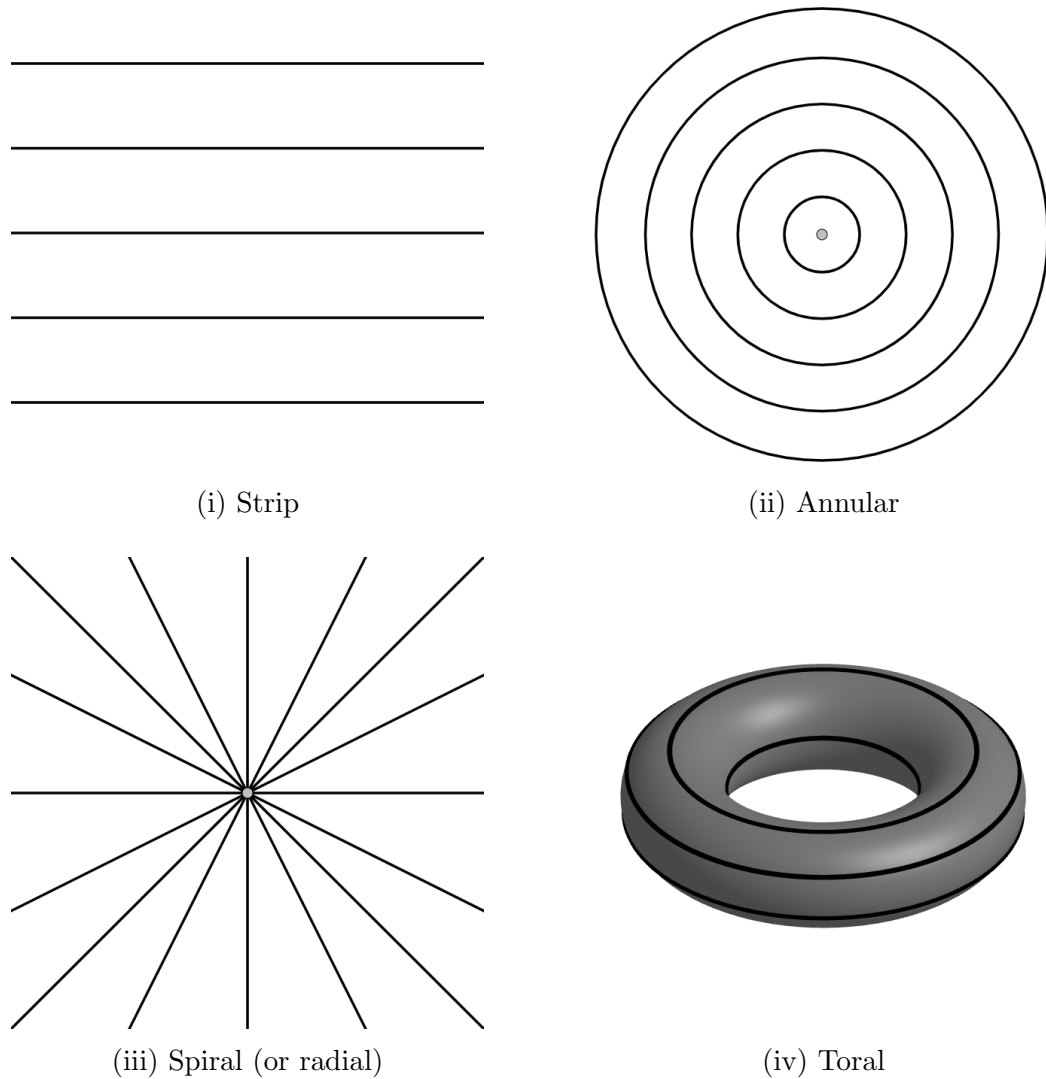 (i) Strip
(ii) Annular
(iii) Spiral (or radial)
(iv) Toral